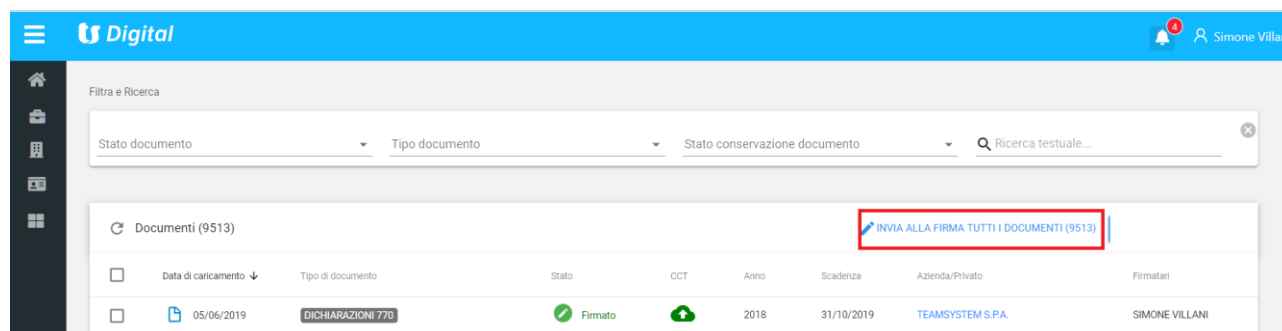 ts Digital
4
Simone Villa
Filtra e Ricerca
Stato documento Tipo documento Stato conservazione documento Ricerca testuale...
Documenti (9513) INVIA ALLA FIRMA TUTTI I DOCUMENTI (9513)
Data di caricamento Tipo di documento Stato CCT Anno Scadenza Azienda/Privato Firmatari
05/06/2019 DICHIARAZIONI 770 Firmato 2018 31/10/2019 TEAMSYSTEM S.P.A. SIMONE VILLANI